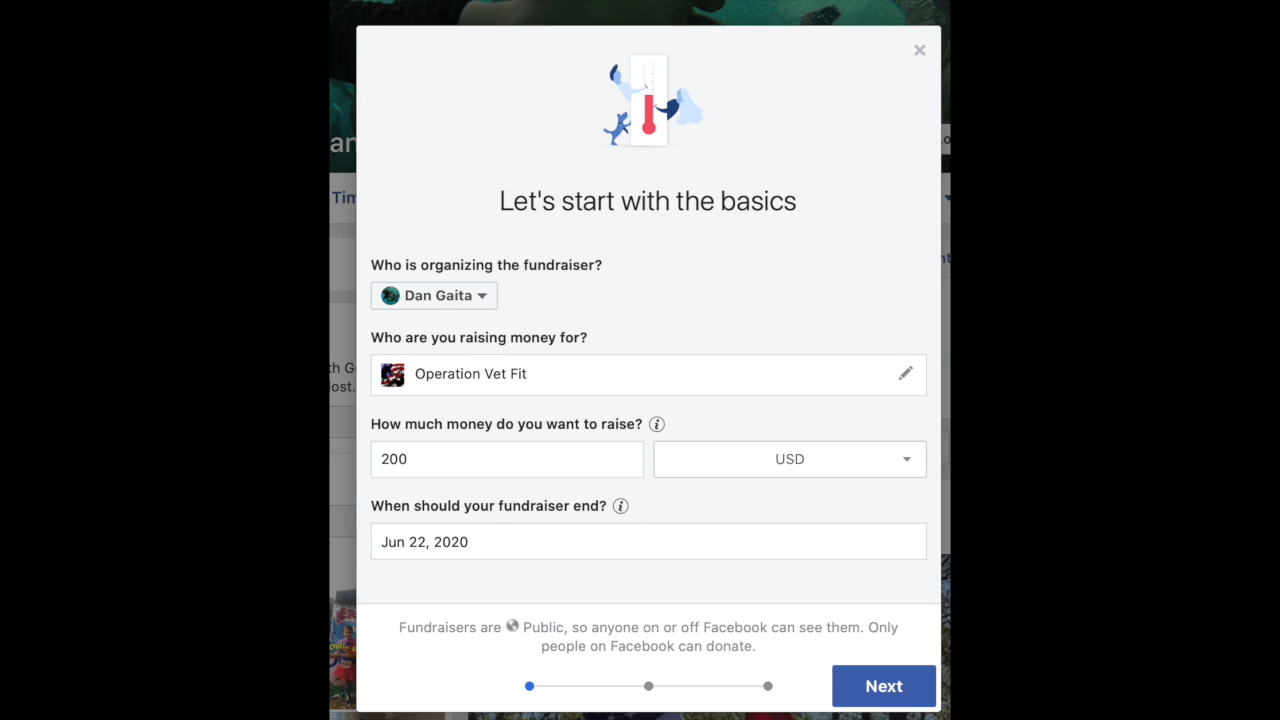 Let's start with the basics
Who is organizing the fundraiser?
Dan Gaita
Who are you raising money for?
Operation Vet Fit
How much money do you want to raise?
200
USD
When should your fundraiser end?
Jun 22, 2020
Fundraisers are Public, so anyone on or off Facebook can see them. Only
people on Facebook can donate.
Next